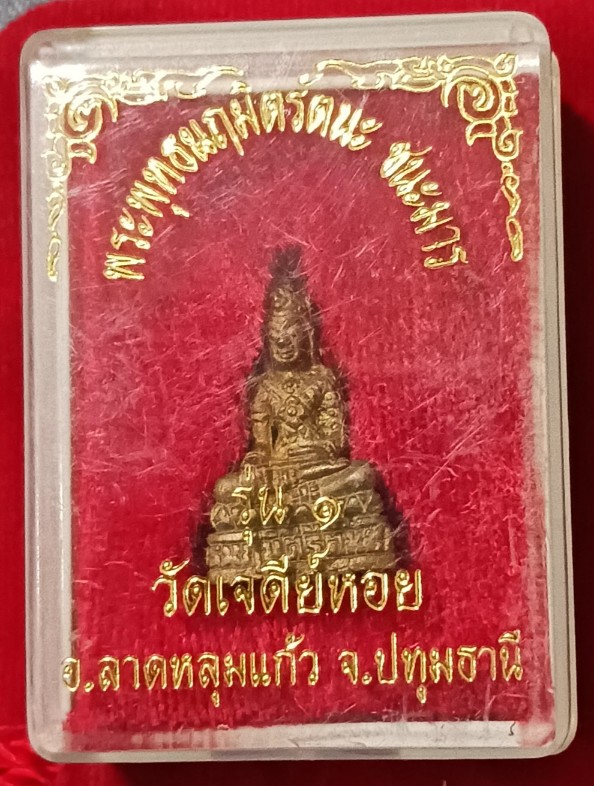 พระพุทธนฤมิตรัตนะ ชนะมาร
รุ่น ๑
วัดเจดีย์หอย
อ.ลาดหลุมแก้ว จ.ปทุมธานี